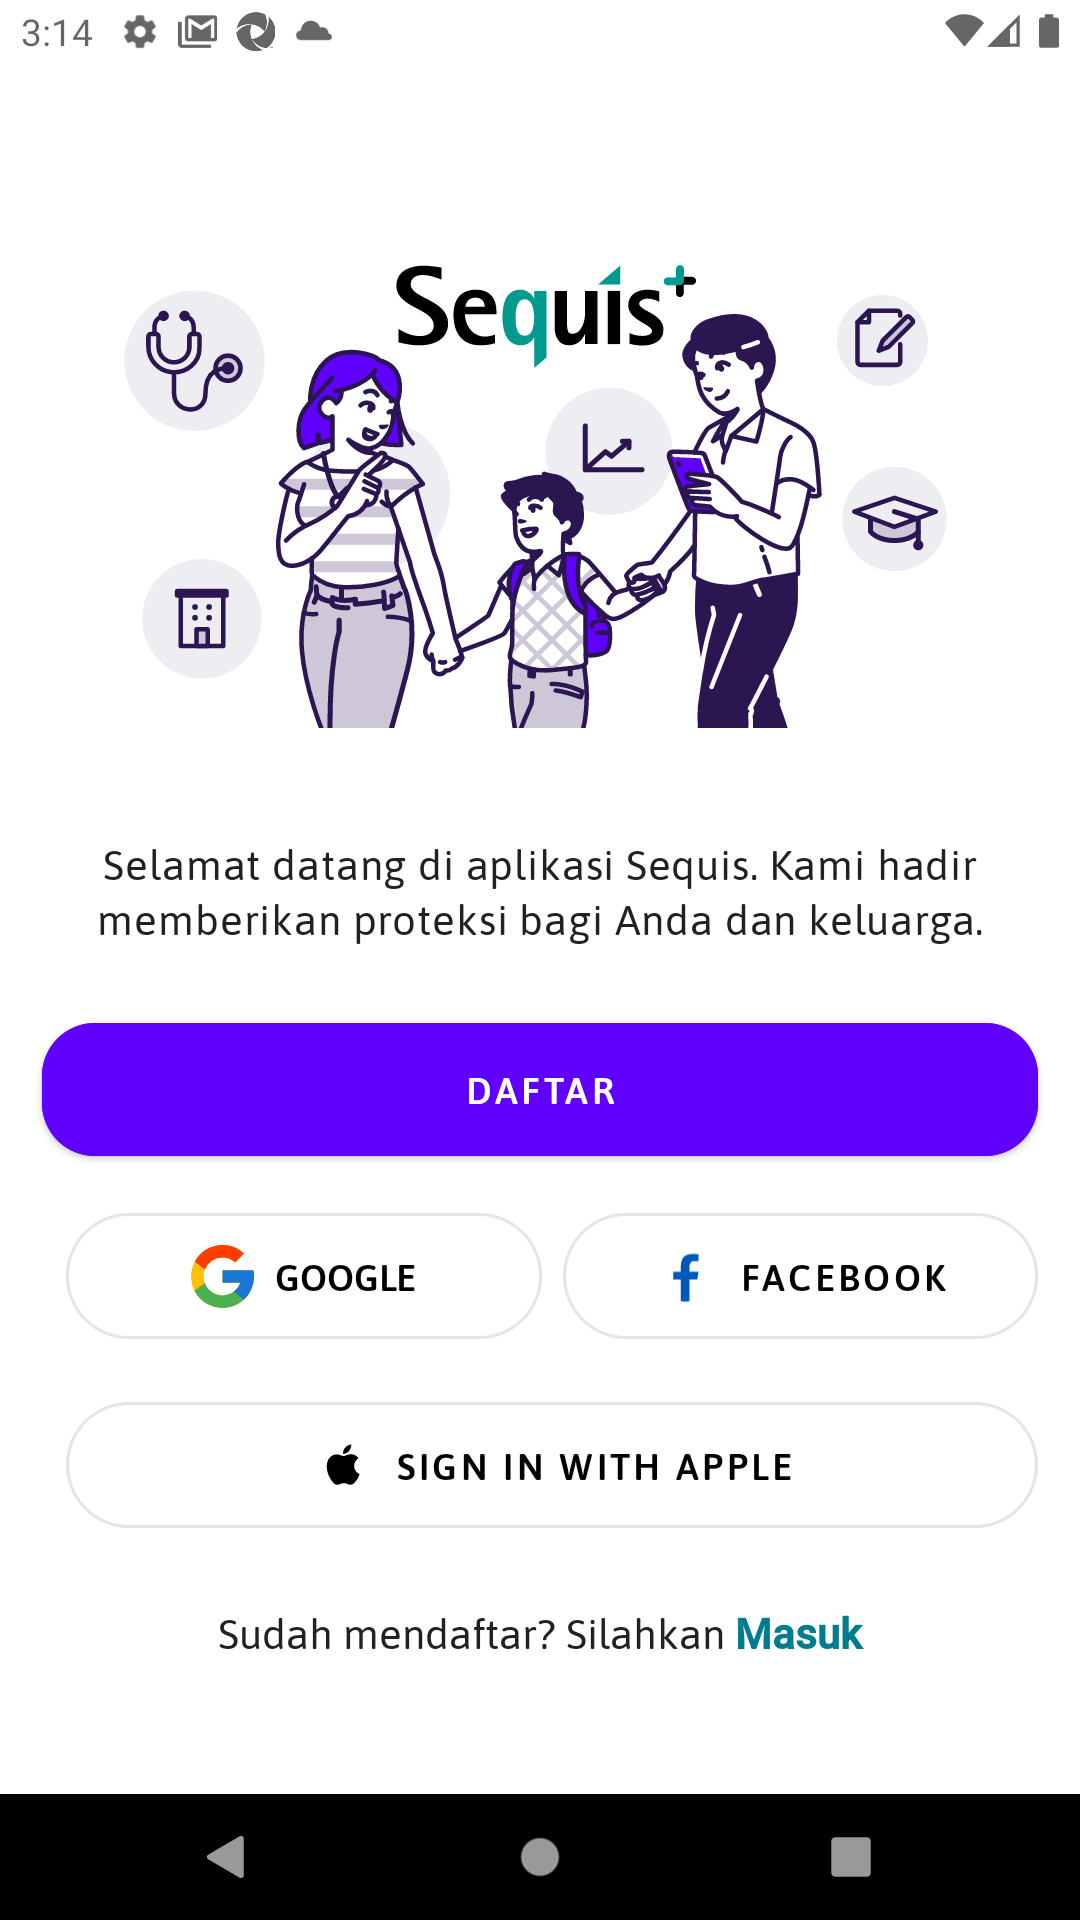 3:14
Sequis+
Selamat datang di aplikasi Sequis. Kami hadir
memberikan proteksi bagi Anda dan keluarga.
DAFTAR
GOOGLE
FACEBOOK
SIGN IN WITH APPLE
Sudah mendaftar? Silahkan Masuk